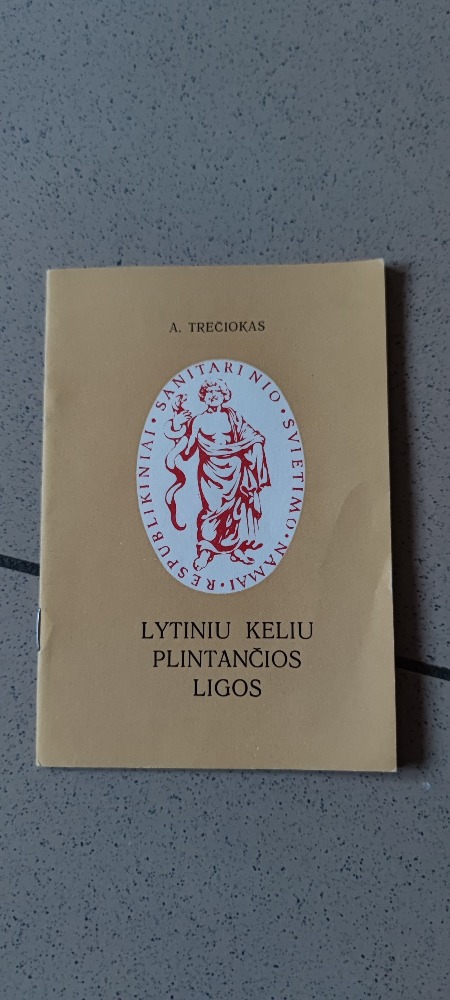 A. TREČIOKAS
RESPUBLIKINIAI · SANITARINIO · ŠVIETIMO · NAMAI ·
LYTINIU KELIU
PLINTANČIOS
LIGOS